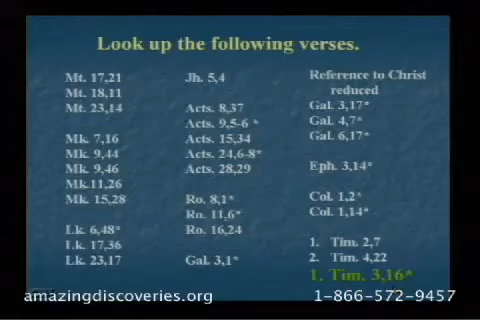 Look up the following verses.
Mt. 17,21
Mt. 18,11
Mt. 23,14
Mk. 7,16
Mk. 9,44
Mk. 9,46
Mk.11,26
Mk. 15,28
Lk. 6,48*
Lk. 17,36
Lk. 23,17
Jh. 5,4
Acts. 8,37
Acts. 9,5-6 *
Acts. 15,34
Acts. 24,6-8*
Acts. 28,29
Ro. 8,1*
Ro. 11,6*
Ro. 16,24
Gal. 3,1*
Reference to Christ
reduced
Gal. 3,17*
Gal. 4,7*
Gal. 6,17*
Eph. 3,14*
Col. 1,2*
Col. 1,14*
1. Tim. 2,7
2. Tim. 4,22
1. Tim. 3,16*
amazingdiscoveries.org
1-866-572-9457